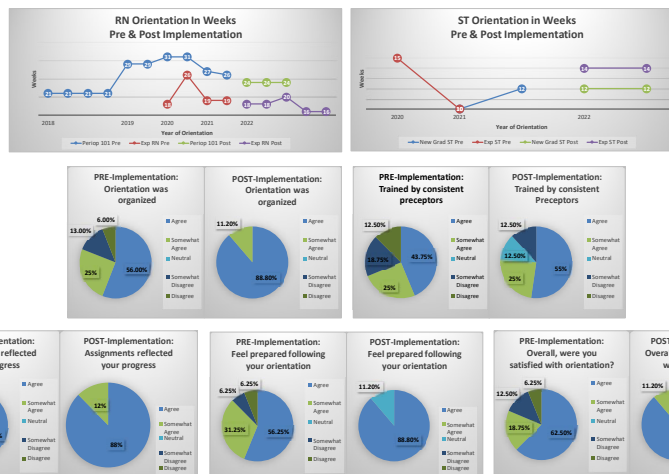 RN Orientation In Weeks
Pre & Post Implementation
Weeks
21 21 21 21 29 29 31 31 27 26
18 19 19
24 24 24
18 18 20
2018 2019 2020 2021 2022
Year of Orientation
Periop 101 Pre Exp RN Pre Periop 101 Post Exp RN Post
ST Orientation in Weeks
Pre & Post Implementation
Weeks
15
12
14 14
12 12
2020 2021 2022
Year of Orientation
New Grad ST Pre Exp ST Pre New Grad ST Post Exp ST Post
PRE-Implementation:
Orientation was
organized
6.00%
13.00%
25%
56.00%
Agree
Somewhat
Agree
Neutral
Somewhat
Disagree
Disagree
POST-Implementation:
Orientation was
organized
11.20%
88.80%
Agree
Somewhat
Agree
Neutral
Somewhat
Disagree
Disagree
PRE-Implementation:
Trained by consistent
preceptors
12.50%
18.75%
25%
43.75%
Agree
Somewhat
Agree
Neutral
Somewhat
Disagree
Disagree
POST-Implementation:
Trained by consistent
Preceptors
12.50%
12.50%
25%
55%
Agree
Somewhat
Agree
Neutral
Somewhat
Disagree
Disagree
ntation:
reflected
gress
%
Agree
Somewhat
Agree
Neutral
Somewhat
Disagree
Disagree
POST-Implementation:
Assignments reflected
your progress
12%
88%
Agree
Somewhat
Agree
Neutral
Somewhat
Disagree
Disagree
PRE-Implementation:
Feel prepared following
your orientation
6.25%
6.25%
31.25%
56.25%
Agree
Somewhat
Agree
Neutral
Somewhat
Disagree
Disagree
POST-Implementation:
Feel prepared following
your orientation
11.20%
88.80%
Agree
Somewhat
Agree
Neutral
Somewhat
Disagree
Disagree
PRE-Implementation:
Overall, were you
satisfied with orientation?
6.25%
12.50%
18.75%
62.50%
Agree
Somewhat
Agree
Neutral
Somewhat
Disagree
Disagree
POST
Overa
w
11.20%